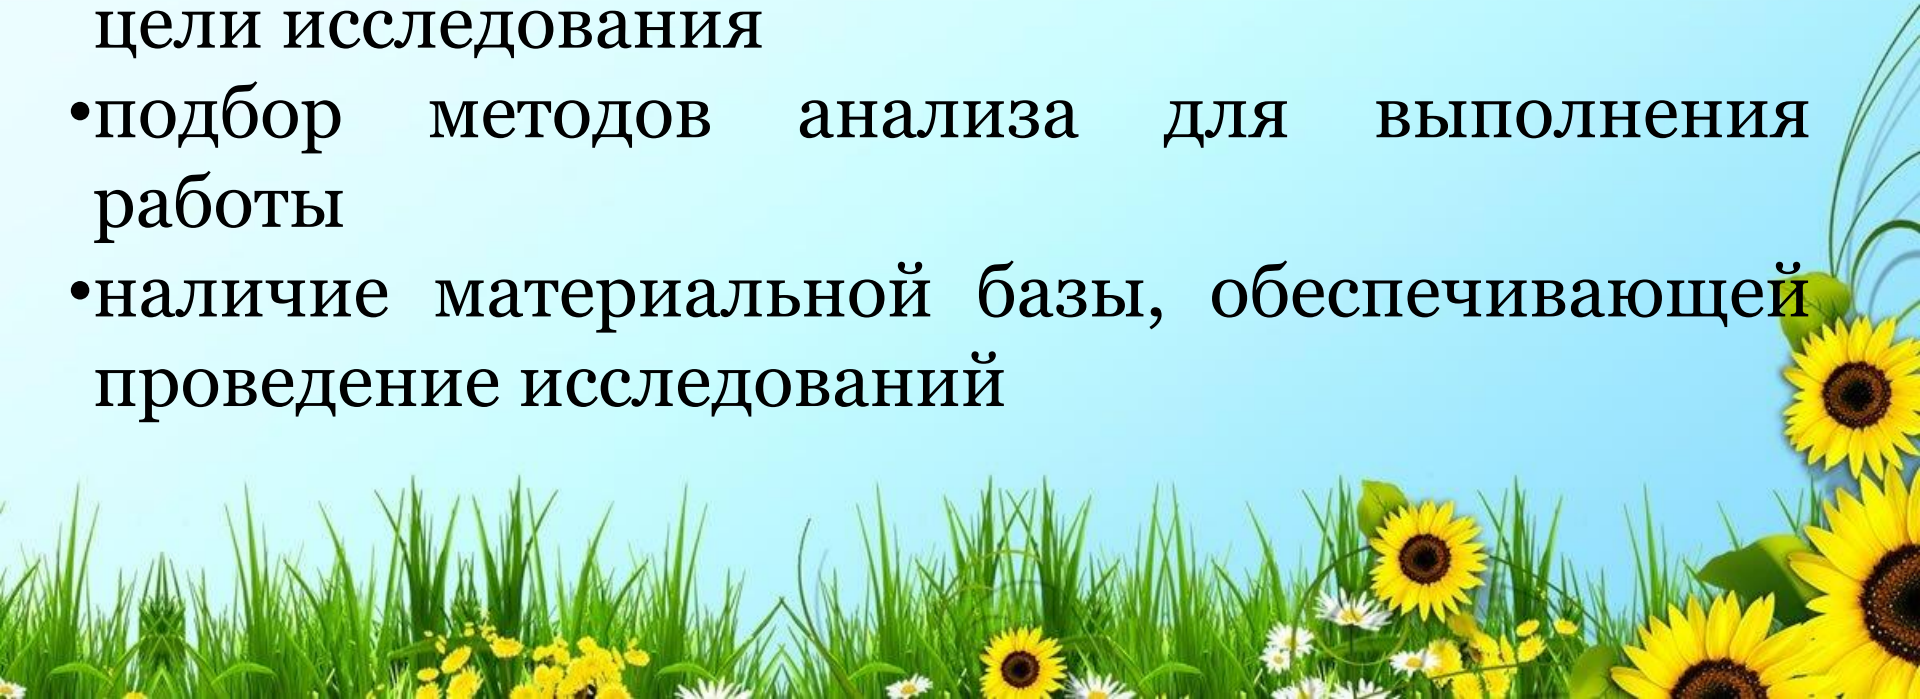 цели исследования
•подбор методов анализа для выполнения
работы
•наличие материальной базы, обеспечивающей
проведение исследований